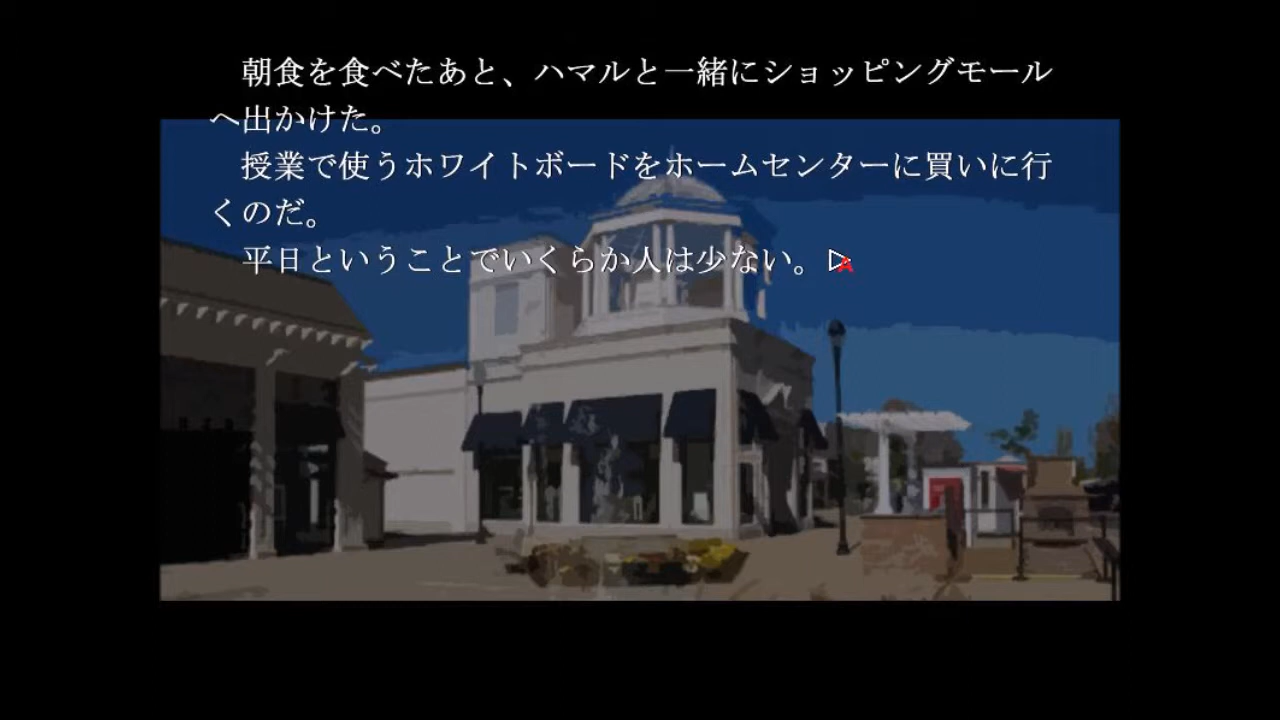 朝食を食べたあと、ハマルと一緒にショッピングモール
へ出かけた。
授業で使うホワイトボードをホームセンターに買いに行
くのだ。
平日ということでいくらか人は少ない。A